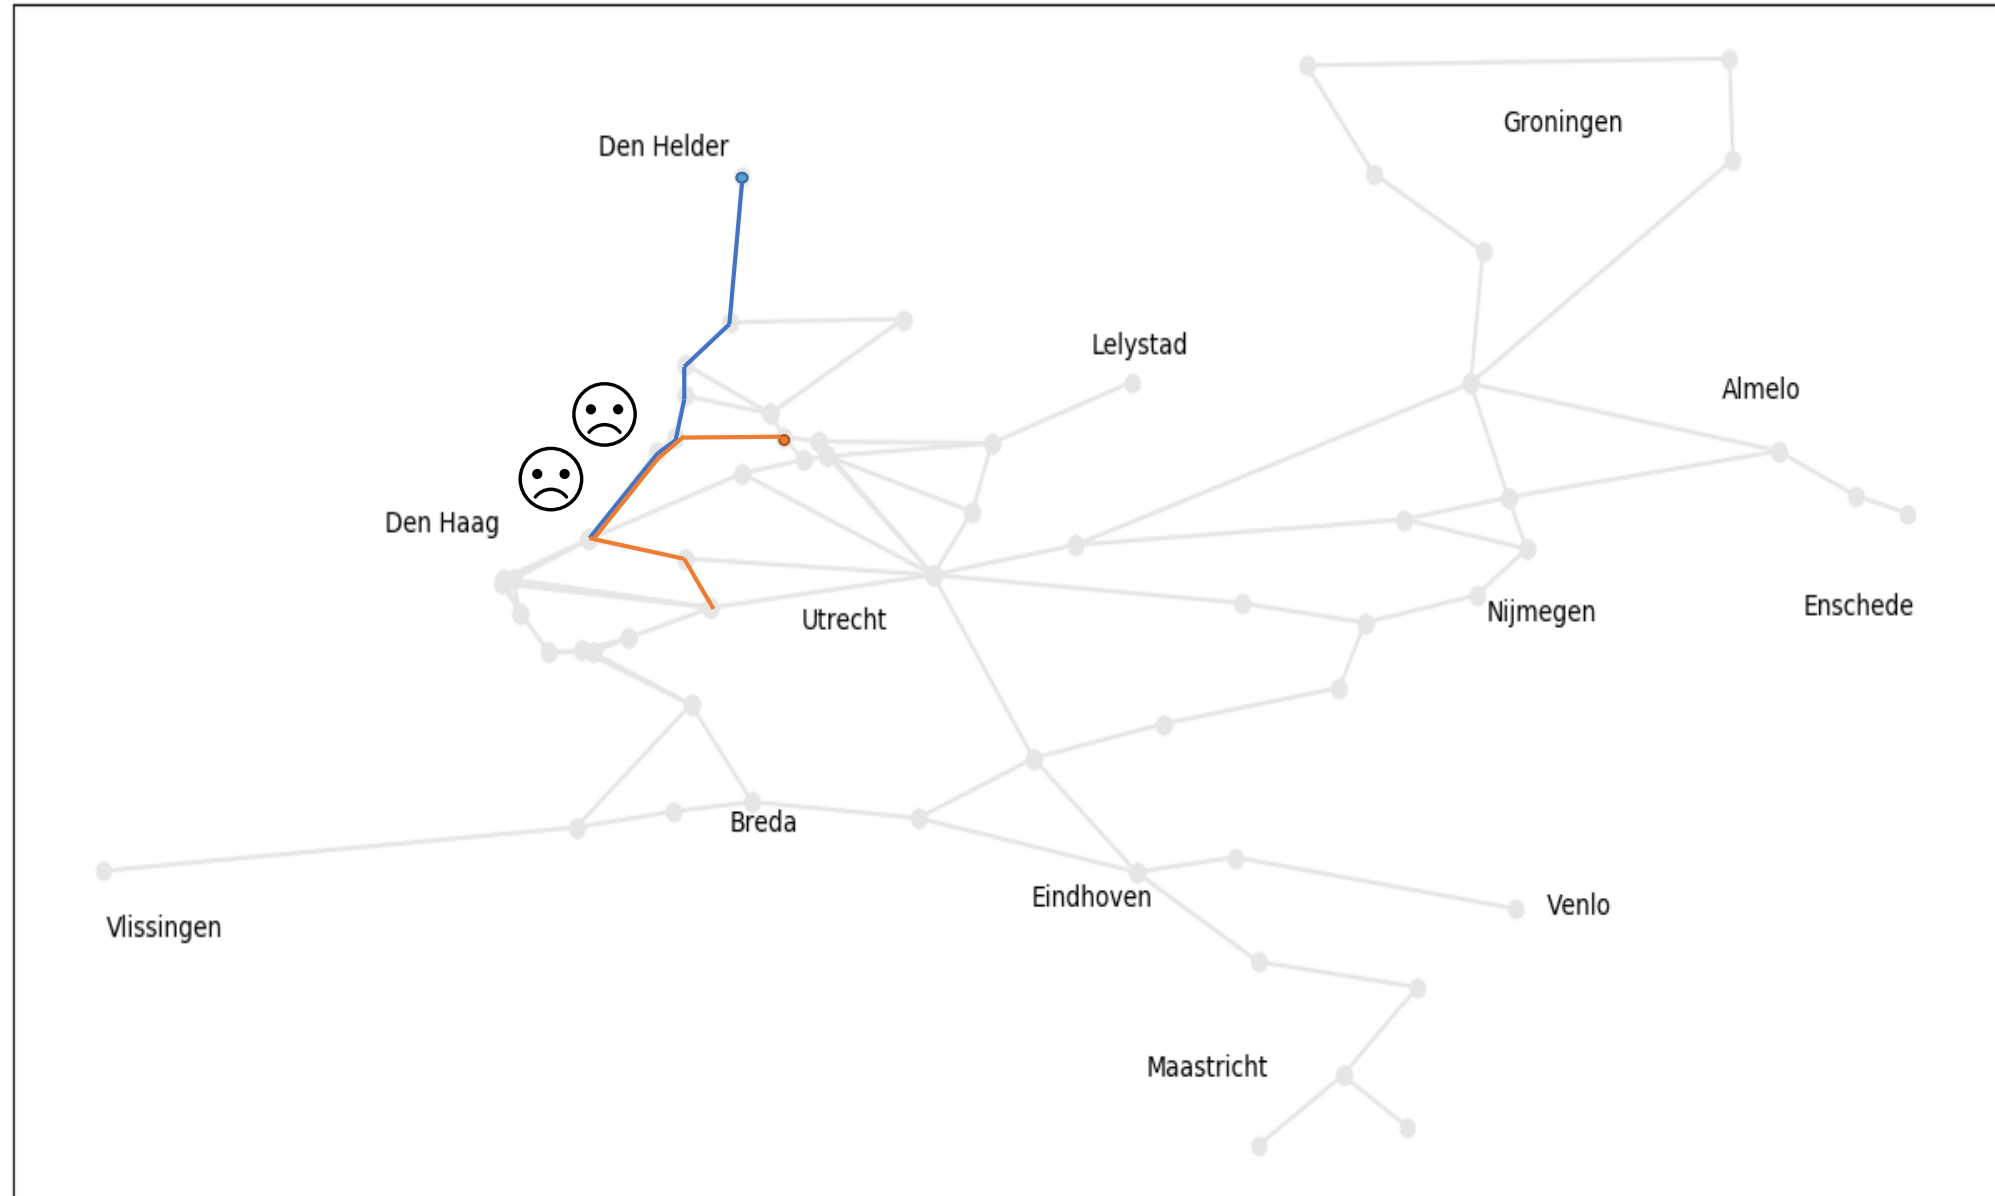 Groningen
Den Helder
Lelystad
Almelo
Den Haag
Enschede
Nijmegen
Utrecht
Breda
Eindhoven
Venlo
Vlissingen
Maastricht